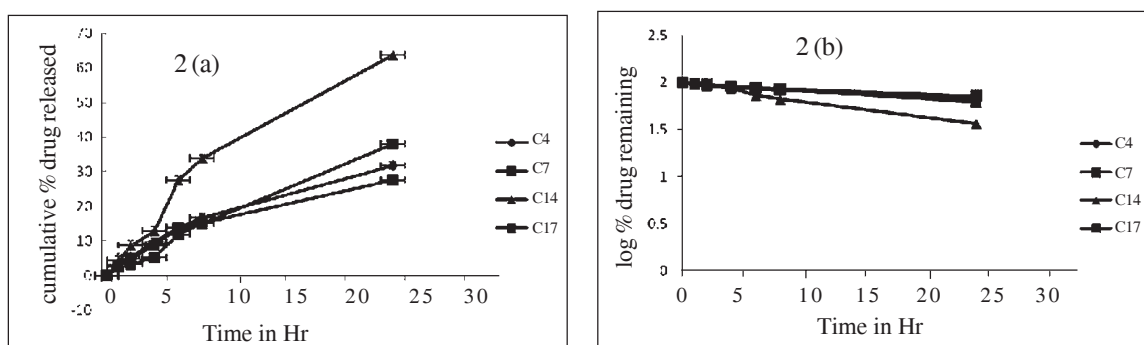 2 (a)
cumulative % drug released
70
60
50
40
30
20
10
0
-10
0 5 10 15 20 25 30
Time in Hr
C4
C7
C14
C17
2 (b)
log % drug remaining
2.5
2
1.5
1
0.5
0
0 5 10 15 20 25 30
Time in Hr
C4
C7
C14
C17